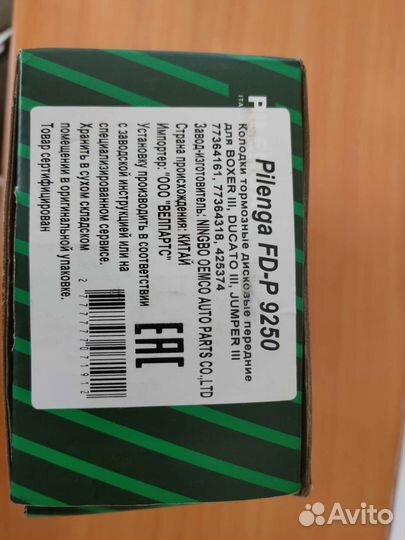 Pilenga FD-P 9250
Колодки тормозные дисковые передние
для BOXER III, DUCATO III, JUMPER III
77364161, 77364318, 425374
Завод-изготовитель: NINGBO OEMCO AUTO PARTS CO.,LTD
Страна происхождения: КИТАЙ
Импортер: "ООО "ВЕЛЛПАРТС"
Установку производить в соответствии
с заводской инструкцией или на
специализированном сервисе.
Хранить в сухом складском
помещении в оригинальной упаковке.
Товар сертифицирован
EAC
ITA
Avito